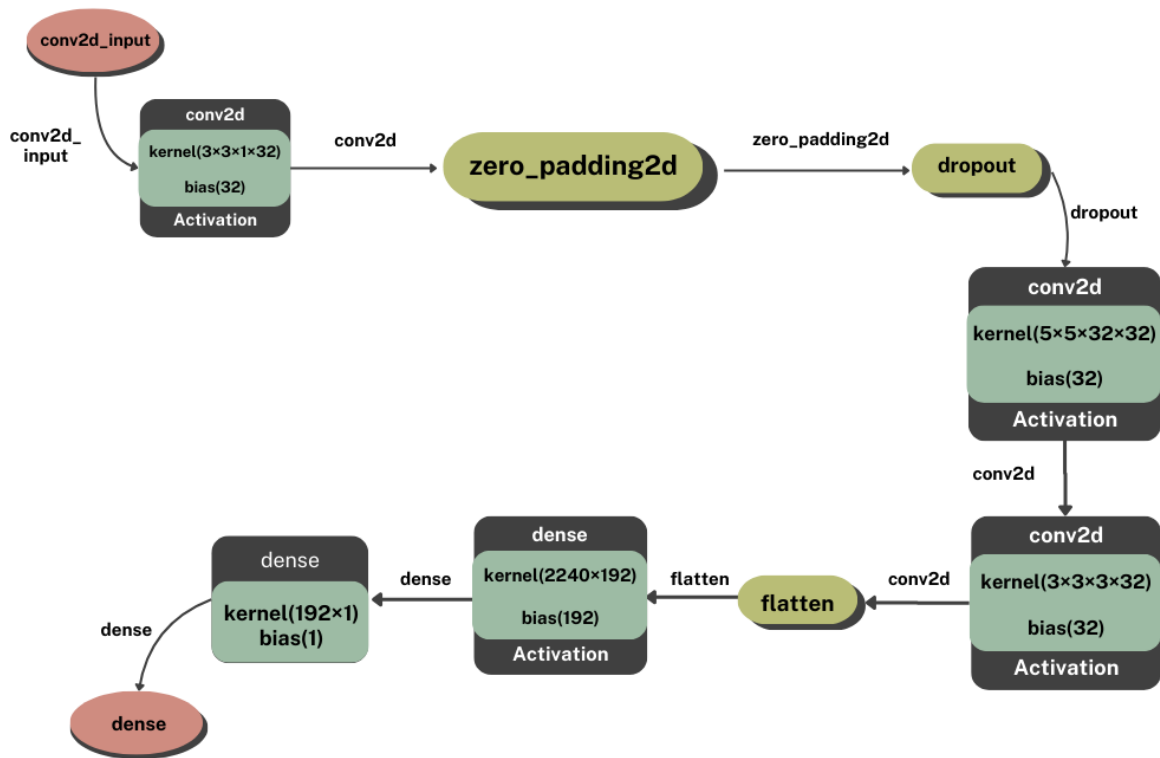 conv2d_input
conv2d_
input
conv2d
kernel(3×3×1×32)
bias(32)
Activation
conv2d
zero_padding2d
zero_padding2d
dropout
dropout
conv2d
kernel(5×5×32×32)
bias(32)
Activation
conv2d
conv2d
kernel(3×3×3×32)
bias(32)
Activation
conv2d
flatten
flatten
dense
kernel(2240×192)
bias(192)
Activation
dense
dense
kernel(192×1)
bias(1)
dense
dense